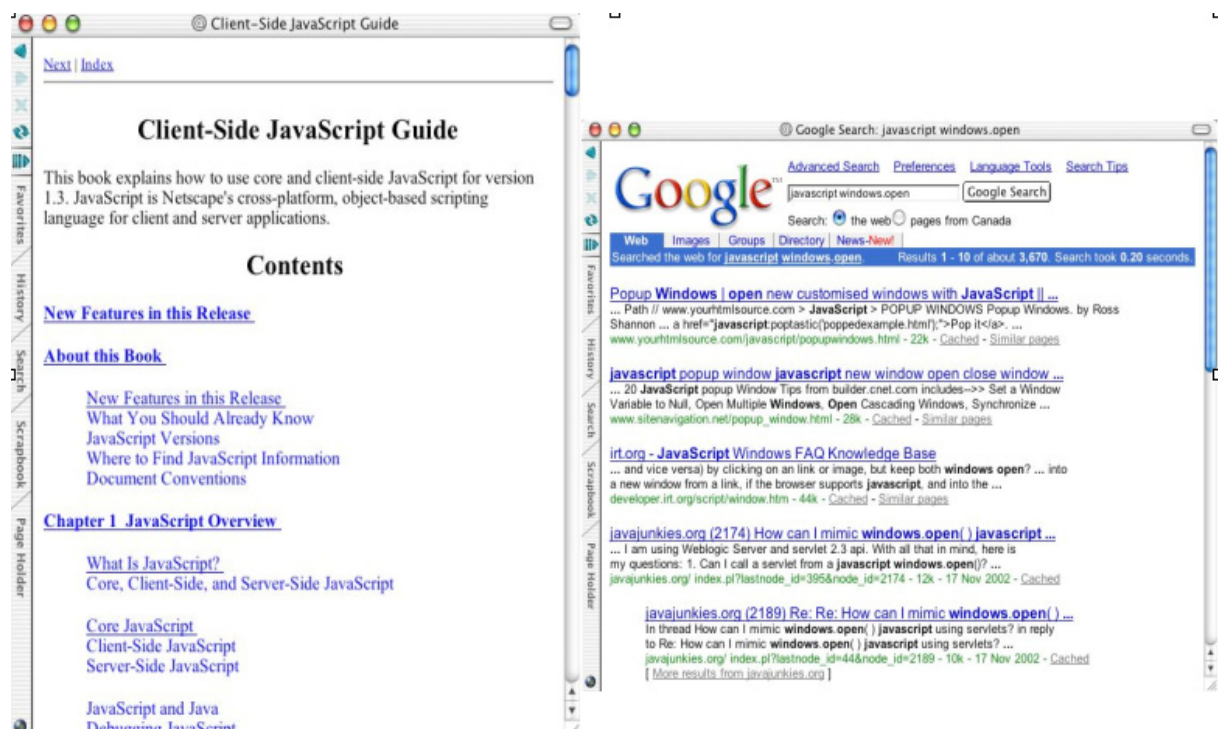 Client-Side JavaScript Guide
Favorites
History
Search
Scrapbook
Page Holder
Next | Index
Client-Side JavaScript Guide
This book explains how to use core and client-side JavaScript for version
1.3. JavaScript is Netscape's cross-platform, object-based scripting
language for client and server applications.
Contents
New Features in this Release
About this Book
New Features in this Release
What You Should Already Know
JavaScript Versions
Where to Find JavaScript Information
Document Conventions
Chapter 1 JavaScript Overview
What Is JavaScript?
Core, Client-Side, and Server-Side JavaScript
Core JavaScript
Client-Side JavaScript
Server-Side JavaScript
JavaScript and Java
Debugging JavaScript
Google Search: javascript windows.open
Favorites
History
Search
Scrapbook
Page Holder
Google™
Advanced Search Preferences Language Tools Search Tips
javascript windows.open Google Search
Search: the web pages from Canada
Web Images Groups Directory News-New!
Searched the web for javascript windows.open. Results 1 - 10 of about 3,670. Search took 0.20 seconds.
Popup Windows | open new customised windows with JavaScript || ...
... Path // www.yourhtmlsource.com > JavaScript > POPUP WINDOWS Popup Windows. by Ross
Shannon ... a href="javascript:poptastic('poppedexample.html');">Pop it</a>. ...
www.yourhtmlsource.com/javascript/popupwindows.html - 22k - Cached - Similar pages
javascript popup window javascript new window open close window ...
... 20 JavaScript popup Window Tips from builder.cnet.com includes-->> Set a Window
Variable to Null, Open Multiple Windows, Open Cascading Windows, Synchronize ...
www.sitenavigation.net/popup_window.html - 28k - Cached - Similar pages
irt.org - JavaScript Windows FAQ Knowledge Base
... and vice versa) by clicking on an link or image, but keep both windows open? ... into
a new window from a link, if the browser supports javascript, and into the ...
developer.irt.org/script/window.htm - 44k - Cached - Similar pages
javajunkies.org (2174) How can I mimic windows.open( ) javascript ...
... I am using Weblogic Server and servlet 2.3 api. With all that in mind, here is
my questions: 1. Can I call a servlet from a javascript windows.open()? ...
javajunkies.org/ index.pl?lastnode_id=395&node_id=2174 - 12k - 17 Nov 2002 - Cached
javajunkies.org (2189) Re: Re: How can I mimic windows.open( ) ...
In thread How can I mimic windows.open( ) javascript using servlets? in reply
to Re: How can I mimic windows.open( ) javascript using servlets? ...
javajunkies.org/ index.pl?lastnode_id=44&node_id=2189 - 10k - 17 Nov 2002 - Cached
[ More results from javajunkies.org ]